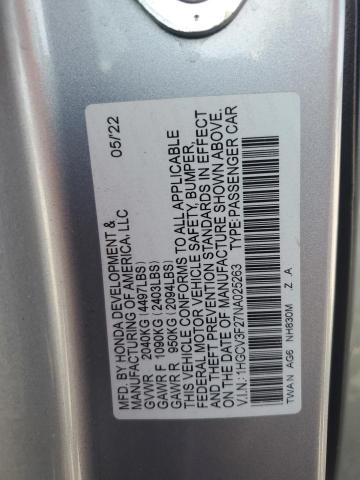 MFD. BY HONDA DEVELOPMENT & 05/'22
MANUFACTURING OF AMERICA, LLC
GVWR 2040KG (4497LBS)
GAWR F 1090KG (2403LBS)
GAWR R 950KG (2094LBS)
THIS VEHICLE CONFORMS TO ALL APPLICABLE
FEDERAL MOTOR VEHICLE SAFETY, BUMPER,
AND THEFT PREVENTION STANDARDS IN EFFECT
ON THE DATE OF MANUFACTURE SHOWN ABOVE.
V.I.N: 1HGCV3F27NA025263 TYPE: PASSENGER CAR
TWAN AG6 NH830M Z .A